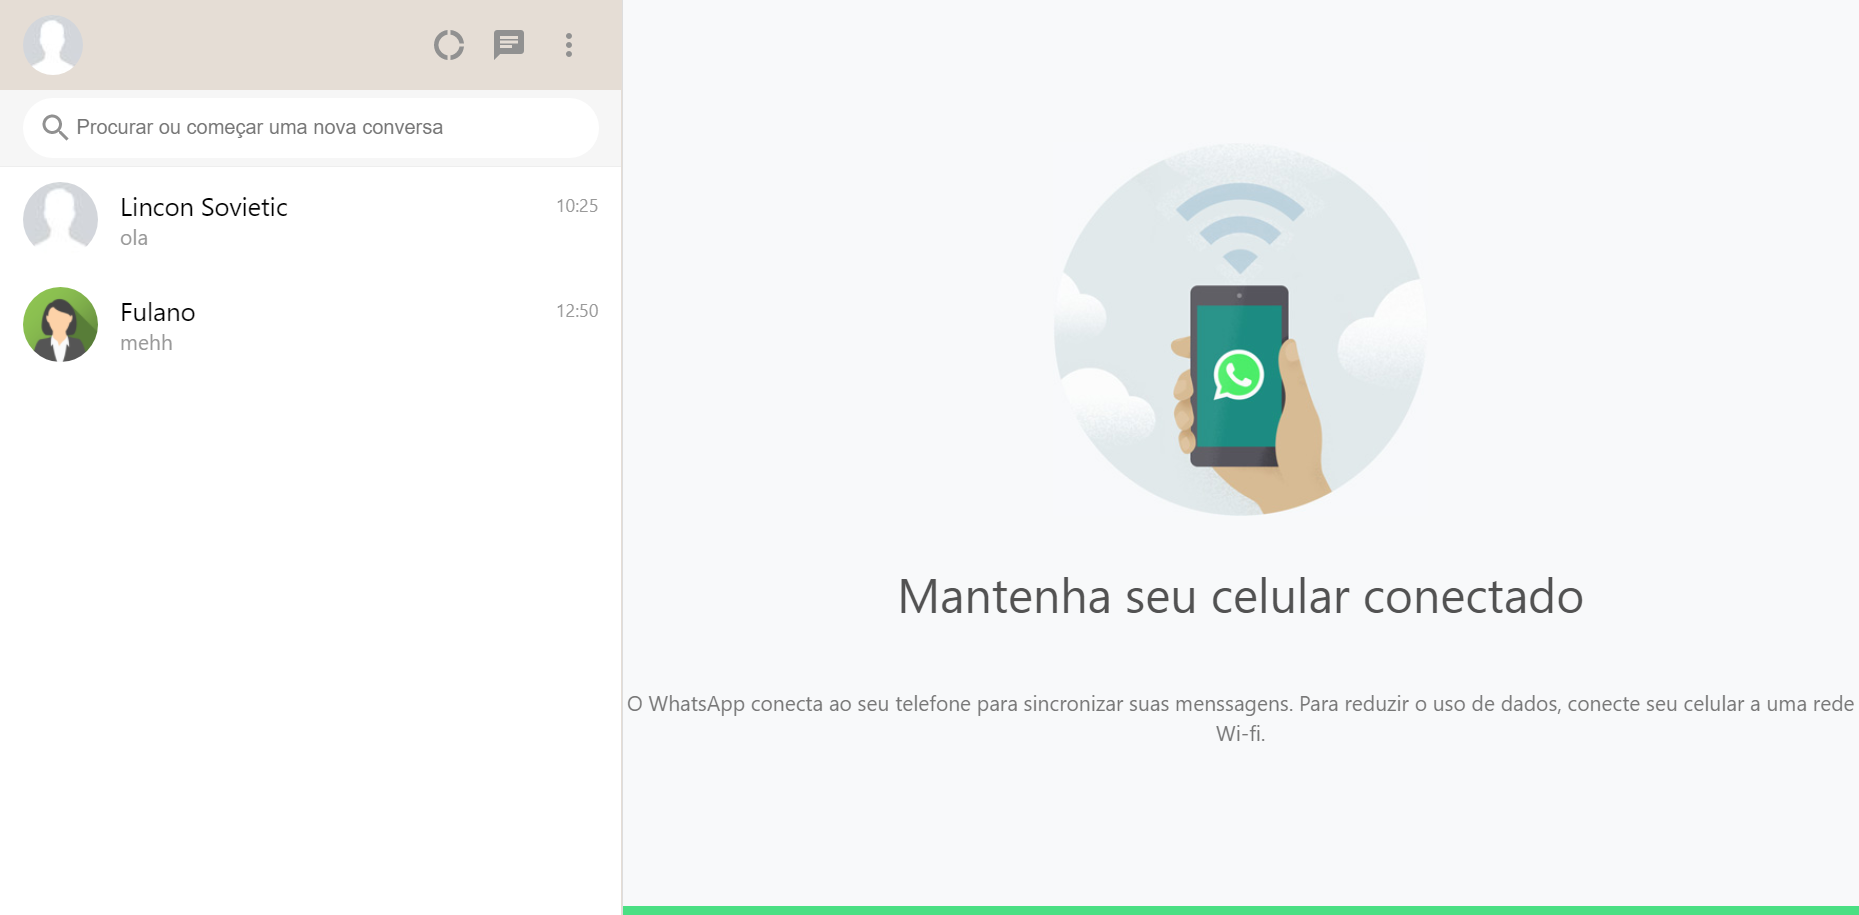 Procurar ou começar uma nova conversa
Lincon Sovietic
10:25
ola
Fulano
12:50
mehh
Mantenha seu celular conectado
O WhatsApp conecta ao seu telefone para sincronizar suas menssagens. Para reduzir o uso de dados, conecte seu celular a uma rede
Wi-fi.